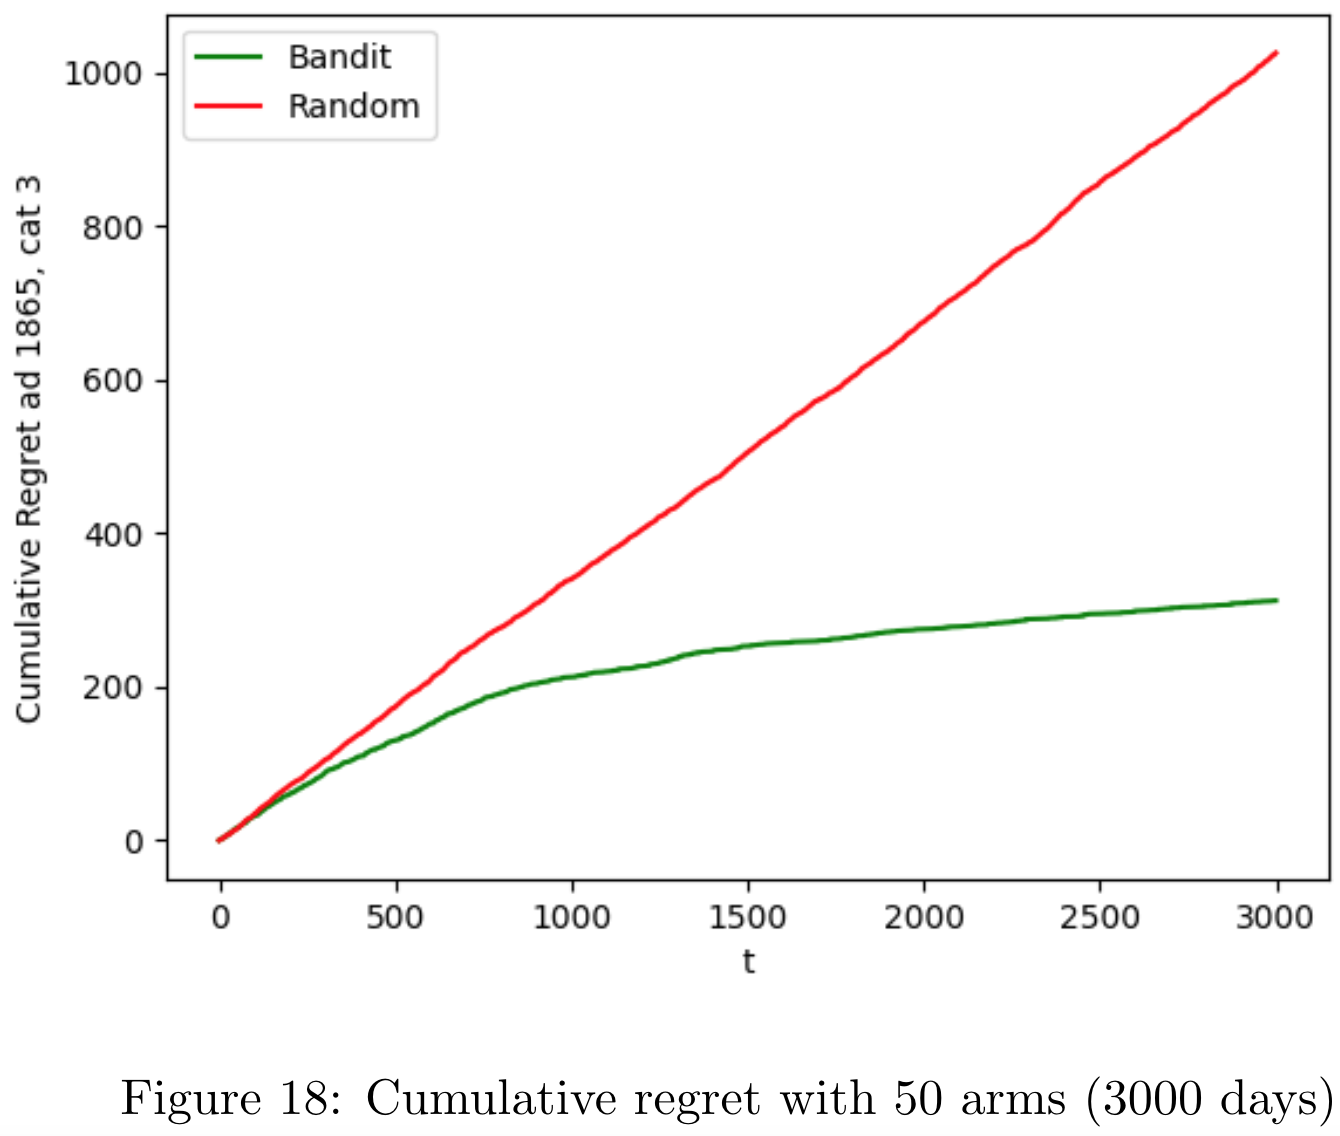 Bandit
Random
Cumulative Regret ad 1865, cat 3
1000
800
600
400
200
0
0 500 1000 1500 2000 2500 3000
t
Figure 18: Cumulative regret with 50 arms (3000 days)